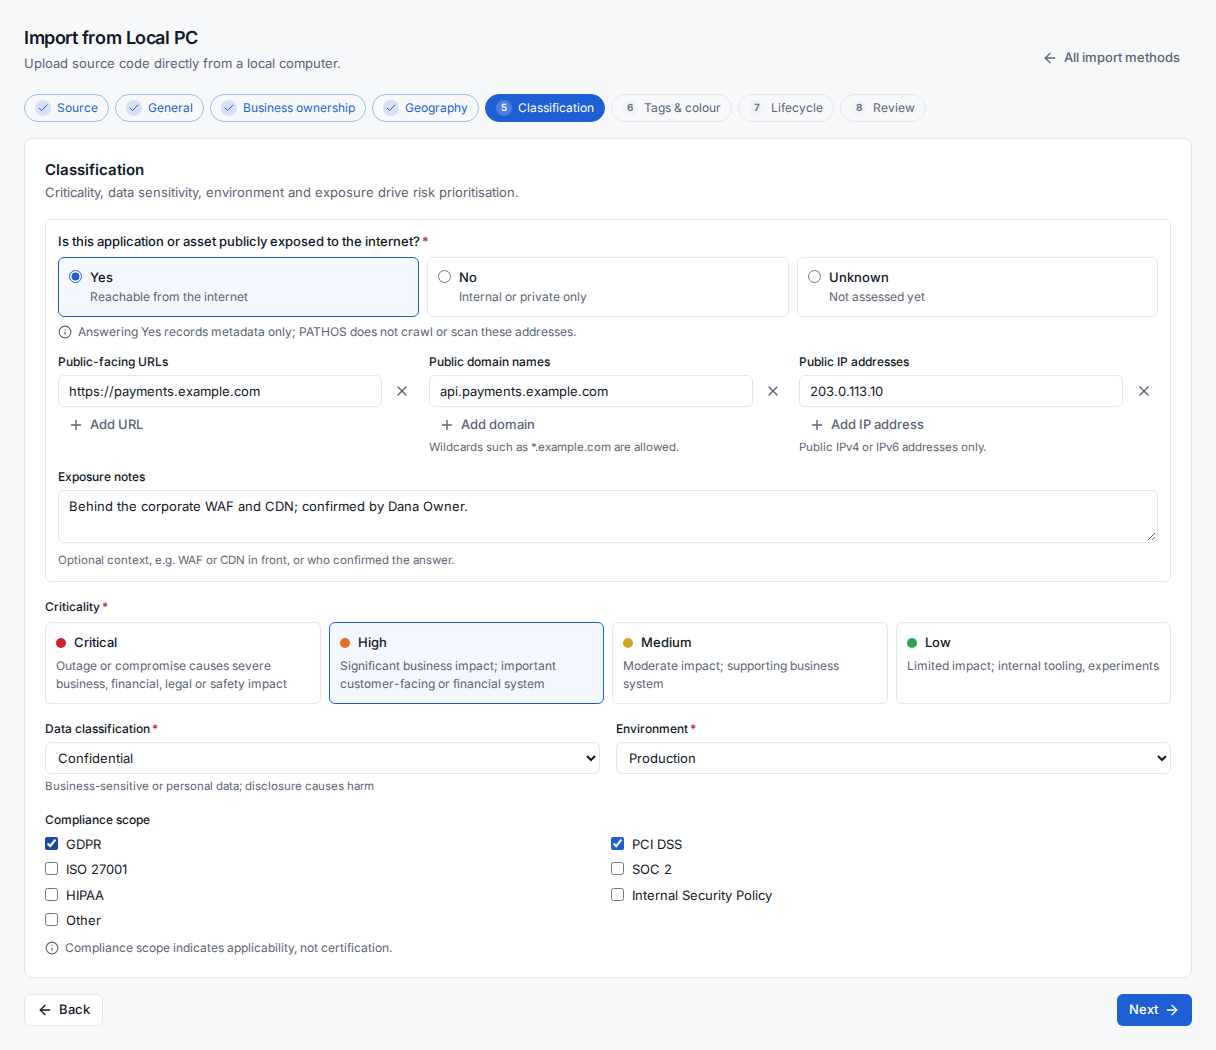 Import from Local PC
Upload source code directly from a local computer.
All import methods
Source
General
Business ownership
Geography
5 Classification
6 Tags & colour
7 Lifecycle
8 Review
Classification
Criticality, data sensitivity, environment and exposure drive risk prioritisation.
Is this application or asset publicly exposed to the internet? *
Yes
Reachable from the internet
No
Internal or private only
Unknown
Not assessed yet
Answering Yes records metadata only; PATHOS does not crawl or scan these addresses.
Public-facing URLs
https://payments.example.com
Add URL
Public domain names
api.payments.example.com
Add domain
Wildcards such as *.example.com are allowed.
Public IP addresses
203.0.113.10
Add IP address
Public IPv4 or IPv6 addresses only.
Exposure notes
Behind the corporate WAF and CDN; confirmed by Dana Owner.
Optional context, e.g. WAF or CDN in front, or who confirmed the answer.
Criticality *
Critical
Outage or compromise causes severe
business, financial, legal or safety impact
High
Significant business impact; important
customer-facing or financial system
Medium
Moderate impact; supporting business
system
Low
Limited impact; internal tooling, experiments
Data classification *
Confidential
Business-sensitive or personal data; disclosure causes harm
Environment *
Production
Compliance scope
GDPR
PCI DSS
ISO 27001
SOC 2
HIPAA
Internal Security Policy
Other
Compliance scope indicates applicability, not certification.
Back
Next